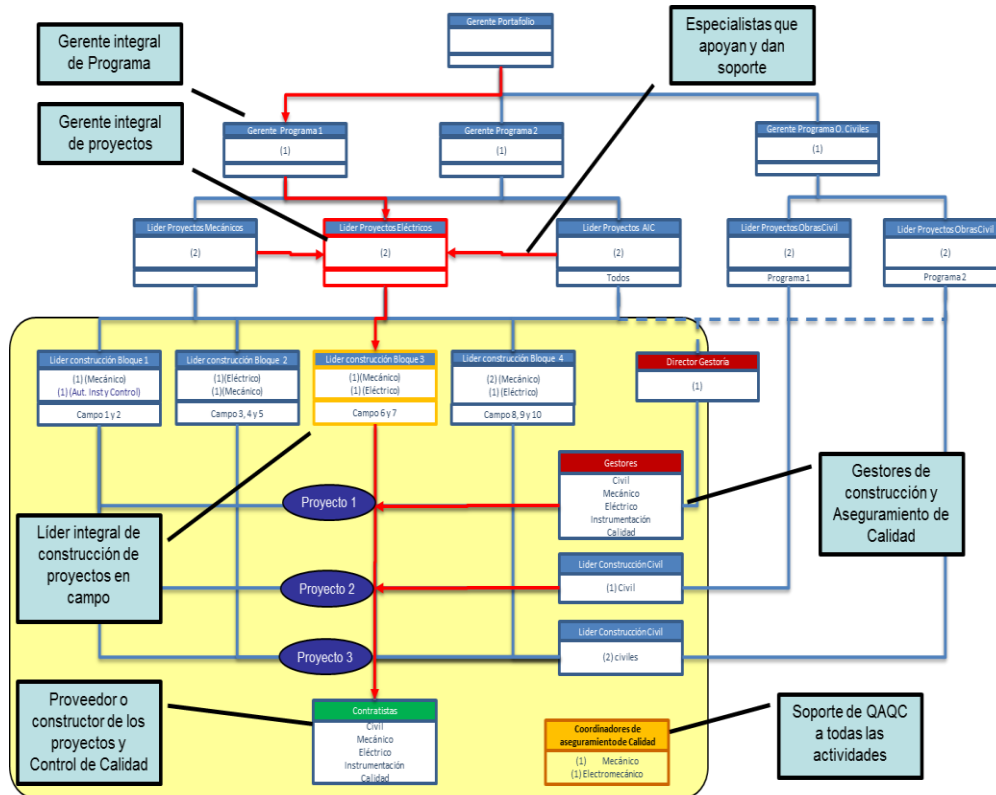 Gerente Portafolio
Gerente integral
de Programa
Especialistas que
apoyan y dan
soporte
Gerente integral
de proyectos
Gerente Programa 1
(1)
Gerente Programa 2
(1)
Gerente Programa O. Civiles
(1)
Lider Proyectos Mecánicos
(2)
Lider Proyectos Eléctricos
(2)
Lider Proyectos AIC
(2)
Todos
Lider Proyectos ObrasCivil
(2)
Programa 1
Lider Proyectos ObrasCivil
(2)
Programa 2
Lider construcción Bloque 1
(1) (Mecánico)
(1) (Aut. Inst y Control)
Campo 1 y 2
Lider construcción Bloque 2
(1)(Eléctrico)
(1)(Mecánico)
Campo 3, 4 y 5
Lider construcción Bloque 3
(1)(Mecánico)
(1) (Eléctrico)
Campo 6 y 7
Lider construcción Bloque 4
(2) (Mecánico)
(1) (Eléctrico)
Campo 8, 9 y 10
Director Gestoría
(1)
Gestores
Civil
Mecánico
Eléctrico
Instrumentación
Calidad
Gestores de
construcción y
Aseguramiento de
Calidad
Proyecto 1
Líder integral de
construcción de
proyectos en
campo
Proyecto 2
Lider Construcción Civil
(1) Civil
Proyecto 3
Lider Construcción Civil
(2) civiles
Proveedor o
constructor de los
proyectos y
Control de Calidad
Contratistas
Civil
Mecánico
Eléctrico
Instrumentación
Calidad
Coordinadores de
aseguramiento de Calidad
(1) Mecánico
(1) Electromecánico
Soporte de QAQC
a todas las
actividades